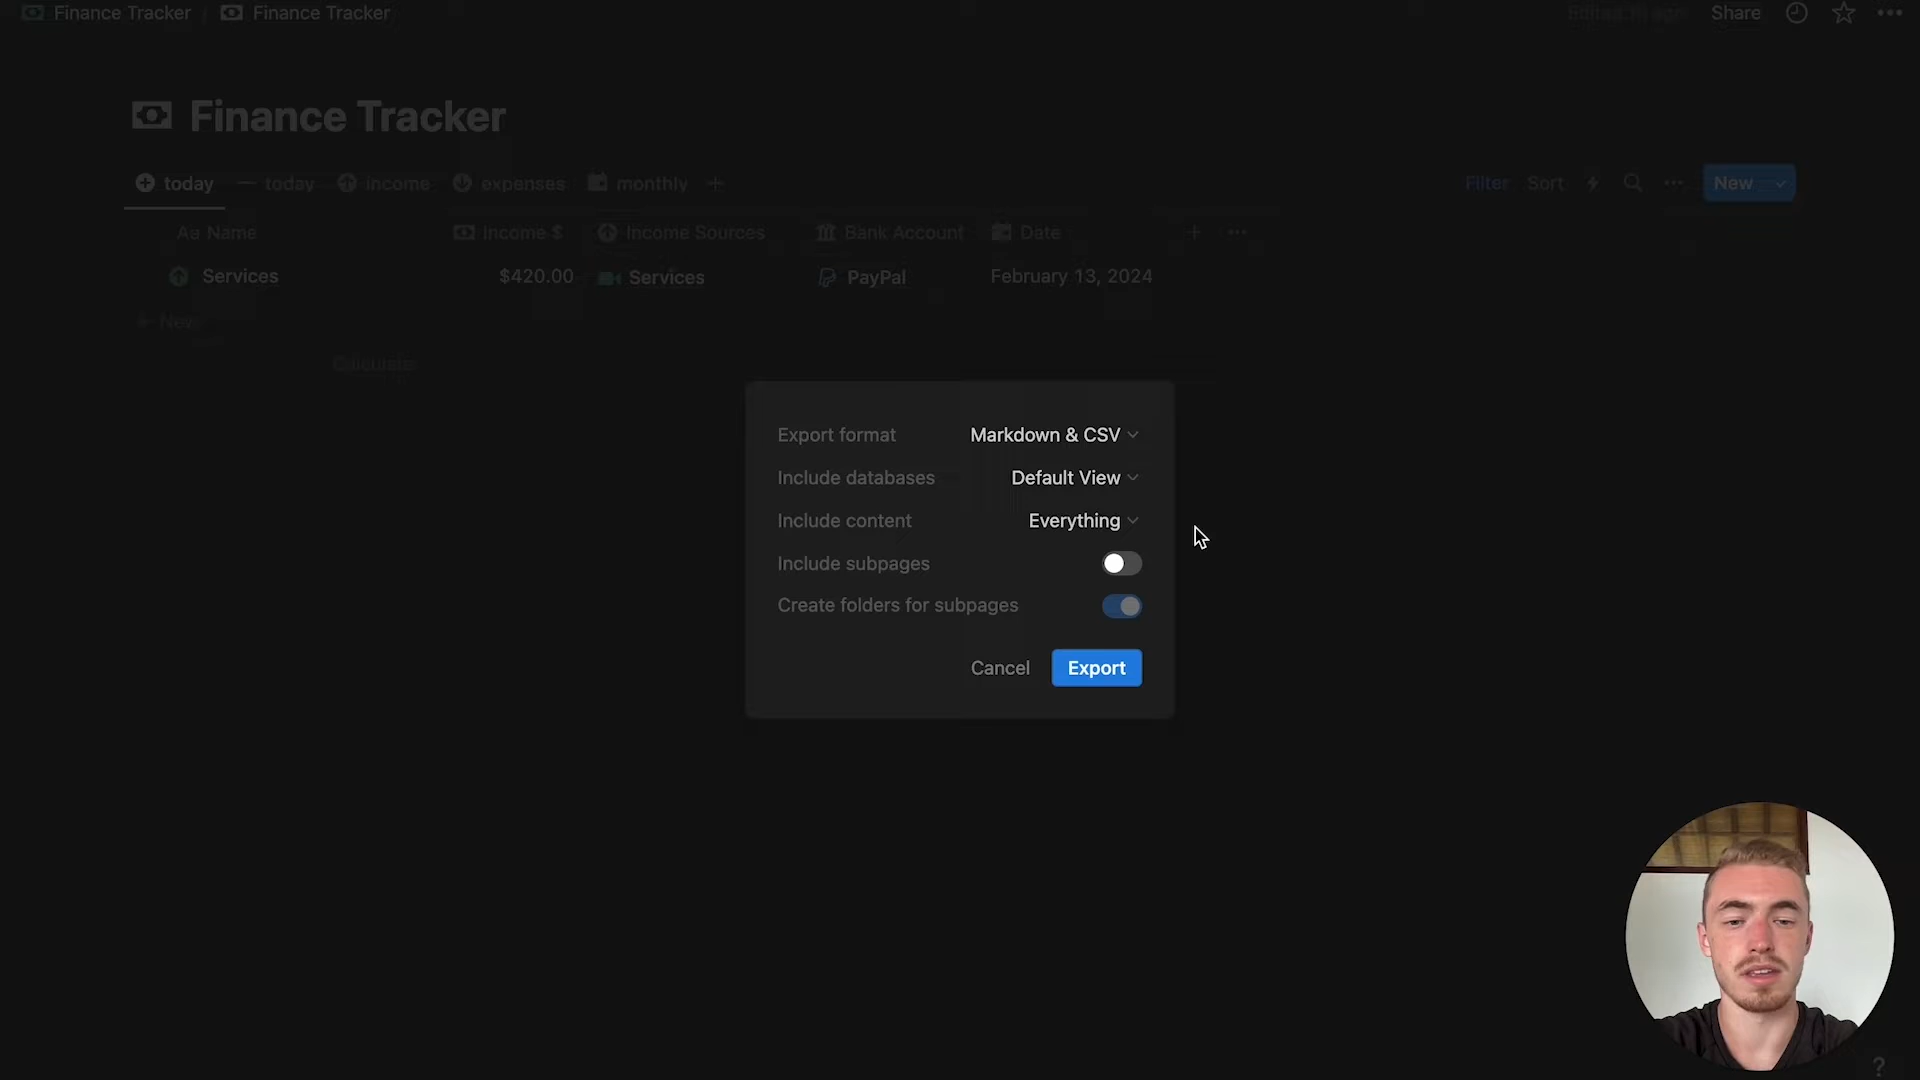 Finance Tracker / Finance Tracker
Share
Finance Tracker
today today income expenses monthly +
Filter Sort New
Aa Name Income $ Income Sources Bank Account Date
Services $420.00 Services PayPal February 13, 2024
+ New
Calculate
Export format Markdown & CSV
Include databases Default View
Include content Everything
Include subpages
Create folders for subpages
Cancel Export
?